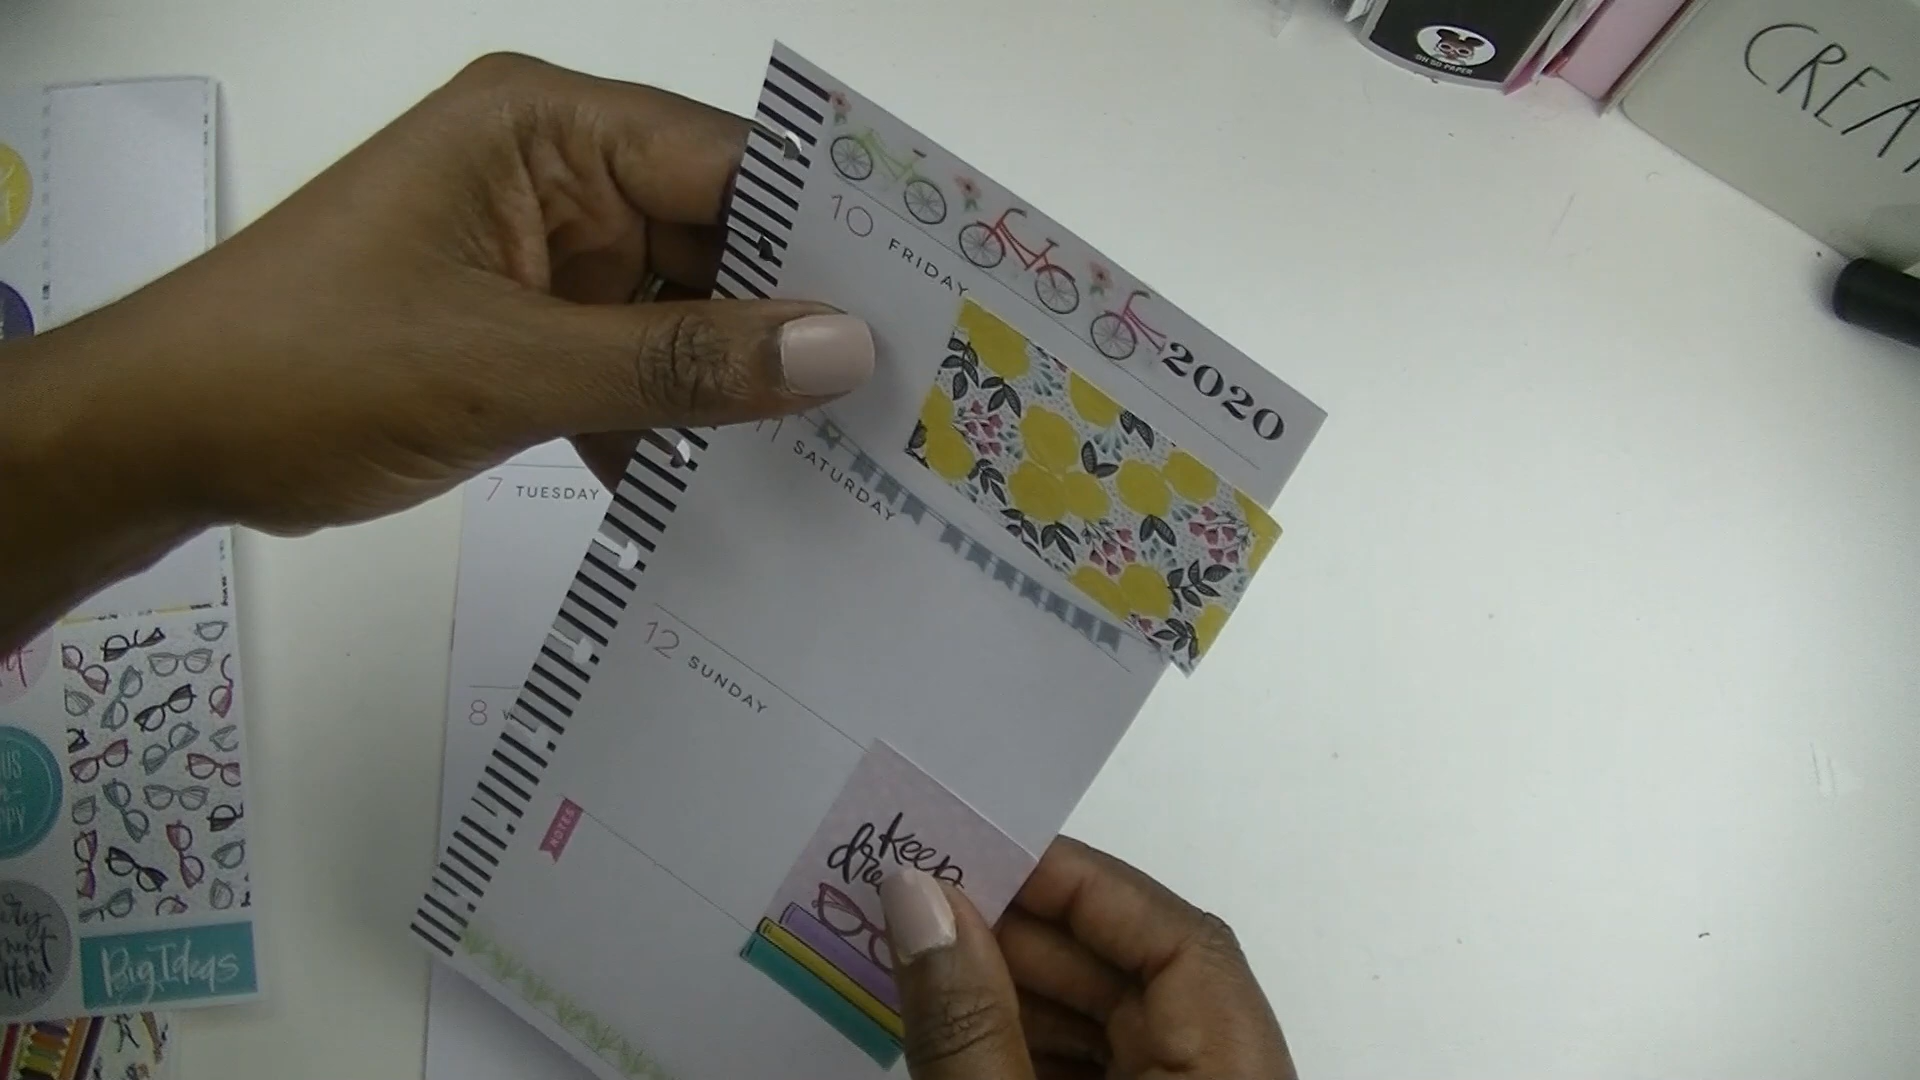 2020
10 FRIDAY
11 SATURDAY
12 SUNDAY
NOTES
keep
7 TUESDAY
8
Big Ideas
OH SO PAPER
CREA